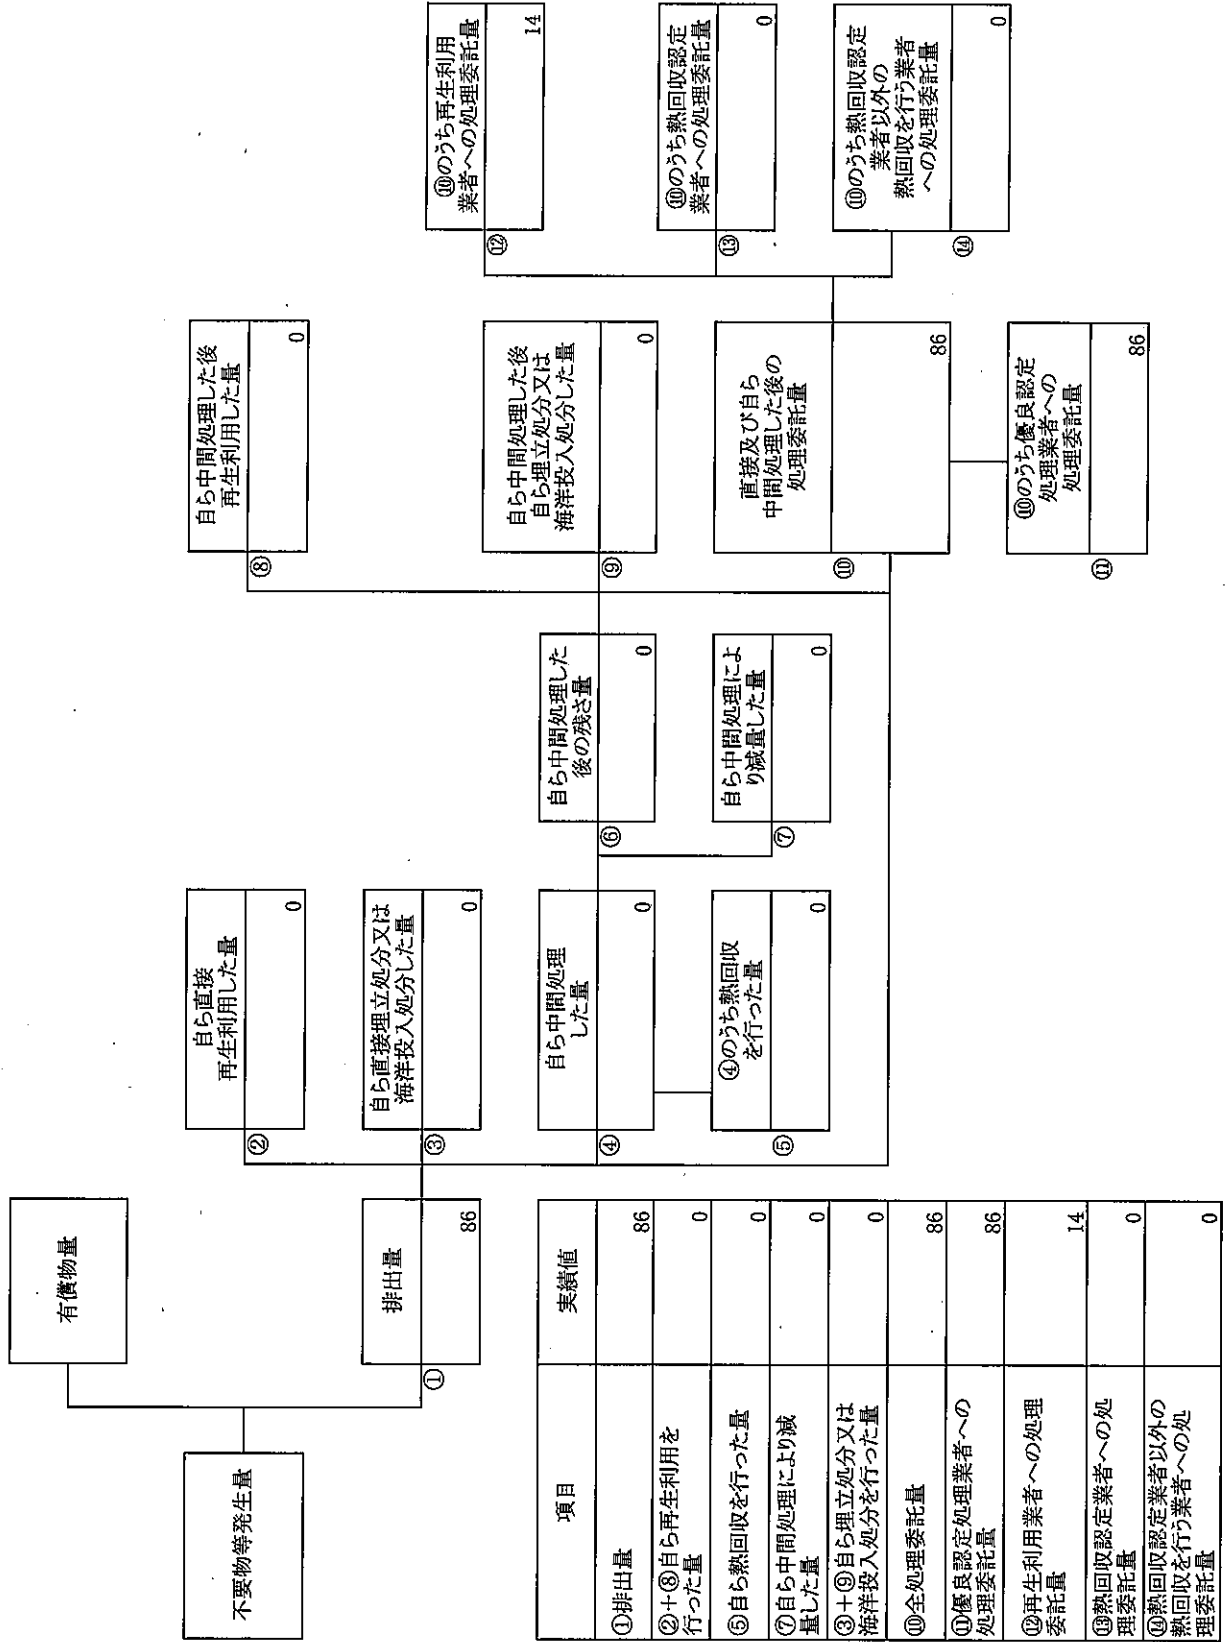 有償物量
不要物等発生量
①
排出量
86
②
自ら直接
再生利用した量
0
③
自ら直接埋立処分又は
海洋投入処分した量
0
④
自ら中間処理
した量
0
⑤
④のうち熱回収
を行った量
0
⑥
自ら中間処理した
後の残さ量
0
⑦
自ら中間処理によ
り減量した量
0
⑧
自ら中間処理した後
再生利用した量
0
⑨
自ら中間処理した後
自ら埋立処分又は
海洋投入処分した量
0
⑩
直接及び自ら
中間処理した後の
処理委託量
86
⑪
⑩のうち優良認定
処理業者への
処理委託量
86
⑫
⑩のうち再生利用
業者への処理委託量
14
⑬
⑩のうち熱回収認定
業者への処理委託量
0
⑭
⑩のうち熱回収認定
業者以外の
熱回収を行う業者
への処理委託量
0
項目
実績値
①排出量
86
②+⑧自ら再生利用を
行った量
0
⑤自ら熱回収を行った量
0
⑦自ら中間処理により減
量した量
0
③+⑨自ら埋立処分又は
海洋投入処分を行った量
0
⑩全処理委託量
86
⑪優良認定処理業者への
処理委託量
86
⑫再生利用業者への処理
委託量
14
⑬熱回収認定業者への処
理委託量
0
⑭熱回収認定業者以外の
熱回収を行う業者への処
理委託量
0